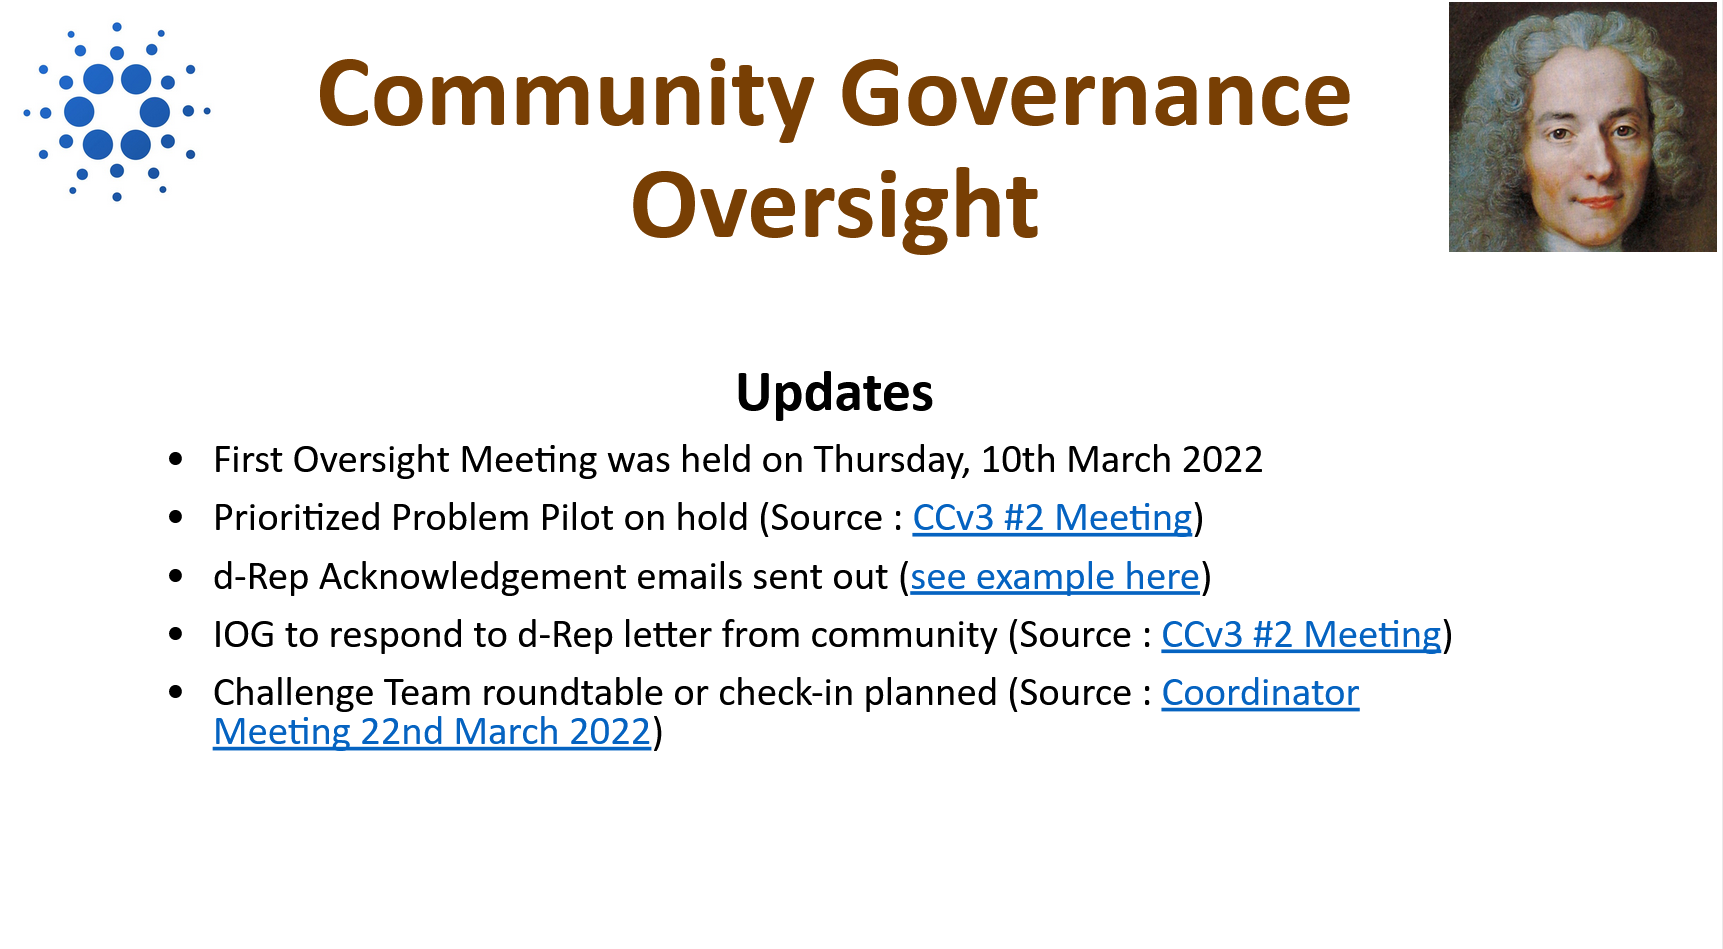 Community Governance
Oversight
Updates
• First Oversight Meeting was held on Thursday, 10th March 2022
• Prioritized Problem Pilot on hold (Source : CCv3 #2 Meeting)
• d-Rep Acknowledgement emails sent out (see example here)
• IOG to respond to d-Rep letter from community (Source : CCv3 #2 Meeting)
• Challenge Team roundtable or check-in planned (Source : Coordinator
Meeting 22nd March 2022)